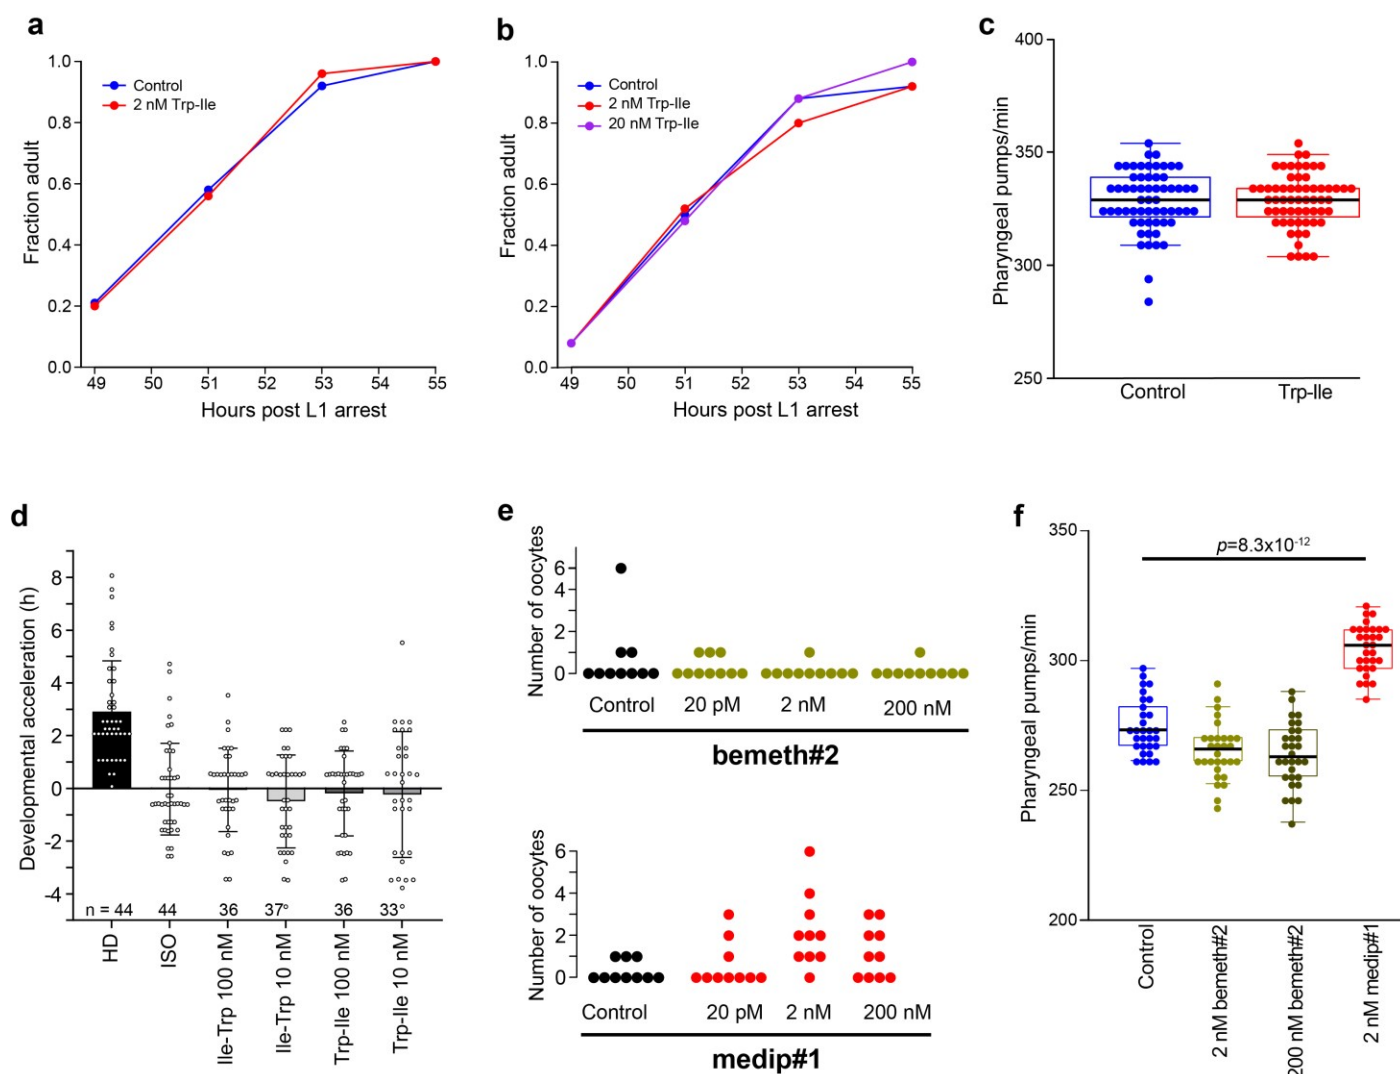 a
1.0
0.8
0.6
0.4
0.2
0.0
Fraction adult
Control
2 nM Trp-Ile
49 50 51 52 53 54 55
Hours post L1 arrest
b
1.0
0.8
0.6
0.4
0.2
0.0
Fraction adult
Control
2 nM Trp-Ile
20 nM Trp-Ile
49 50 51 52 53 54 55
Hours post L1 arrest
c
400
350
300
250
Pharyngeal pumps/min
Control Trp-Ile
d
8
6
4
2
0
-2
-4
Developmental acceleration (h)
n = 44 44 36 37 36 33
HD
ISO
Ile-Trp 100 nM
Ile-Trp 10 nM
Trp-Ile 100 nM
Trp-Ile 10 nM
e
6
4
2
0
Number of oocytes
Control 20 pM 2 nM 200 nM
bemeth#2
6
4
2
0
Number of oocytes
Control 20 pM 2 nM 200 nM
medip#1
f
350
300
250
200
Pharyngeal pumps/min
p=8.3x10-12
Control
2 nM bemeth#2
200 nM bemeth#2
2 nM medip#1